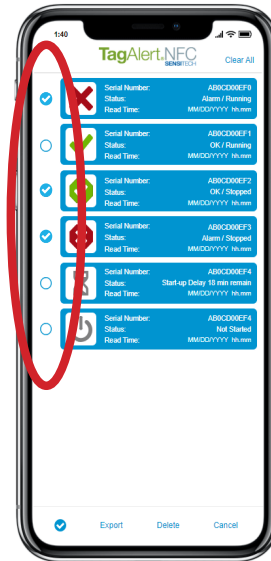 1:40
TagAlert.NFC
SENSITECH
Clear All
Serial Number: AB0CD00EF0
Status: Alarm / Running
Read Time: MM/DD/YYYY hh.mm
Serial Number: AB0CD00EF1
Status: OK / Running
Read Time: MM/DD/YYYY hh.mm
Serial Number: AB0CD00EF2
Status: OK / Stopped
Read Time: MM/DD/YYYY hh.mm
Serial Number: AB0CD00EF3
Status: Alarm / Stopped
Read Time: MM/DD/YYYY hh.mm
Serial Number: AB0CD00EF4
Status: Start-up Delay 18 min remain
Read Time: MM/DD/YYYY hh.mm
Serial Number: AB0CD00EF4
Status: Not Started
Read Time: MM/DD/YYYY hh.mm
Export Delete Cancel